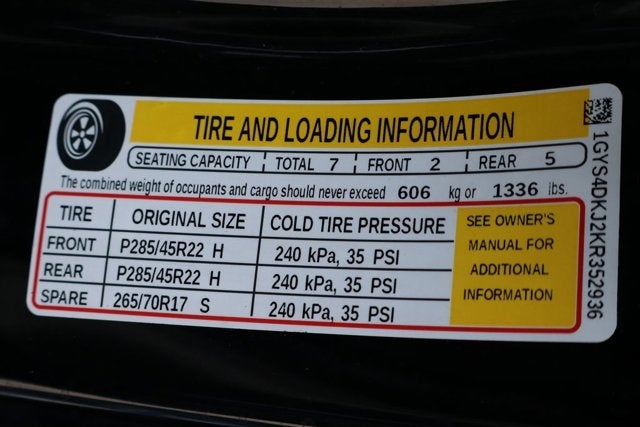 TIRE AND LOADING INFORMATION
SEATING CAPACITY TOTAL 7 FRONT 2 REAR 5
The combined weight of occupants and cargo should never exceed 606 kg or 1336 lbs.
TIRE ORIGINAL SIZE COLD TIRE PRESSURE
FRONT P285/45R22 H 240 kPa, 35 PSI
REAR P285/45R22 H 240 kPa, 35 PSI
SPARE 265/70R17 S 240 kPa, 35 PSI
SEE OWNER'S
MANUAL FOR
ADDITIONAL
INFORMATION
1GYS4DKJ2KR352936